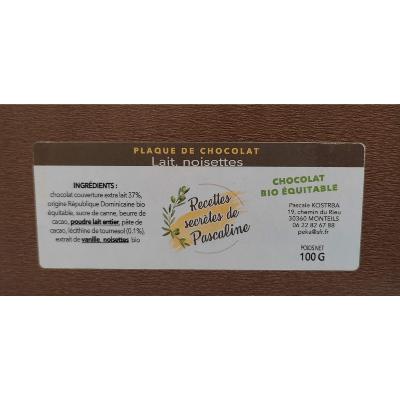 PLAQUE DE CHOCOLAT
Lait, noisettes
INGRÉDIENTS :
chocolat couverture extra lait 37%,
origine République Dominicaine bio
équitable, sucre de canne, beurre de
cacao, poudre lait entier, pâte de
cacao, lécithine de tournesol (0.1%).
extrait de vanille, noisettes bio
Recettes
secrètes de
Pascaline
CHOCOLAT
BIO ÉQUITABLE
Pascale KOSTRBA
19, chemin du Rieu
30360 MONTEILS
06 22 82 67 88
peka@sfr.fr
POIDS NET
100 G